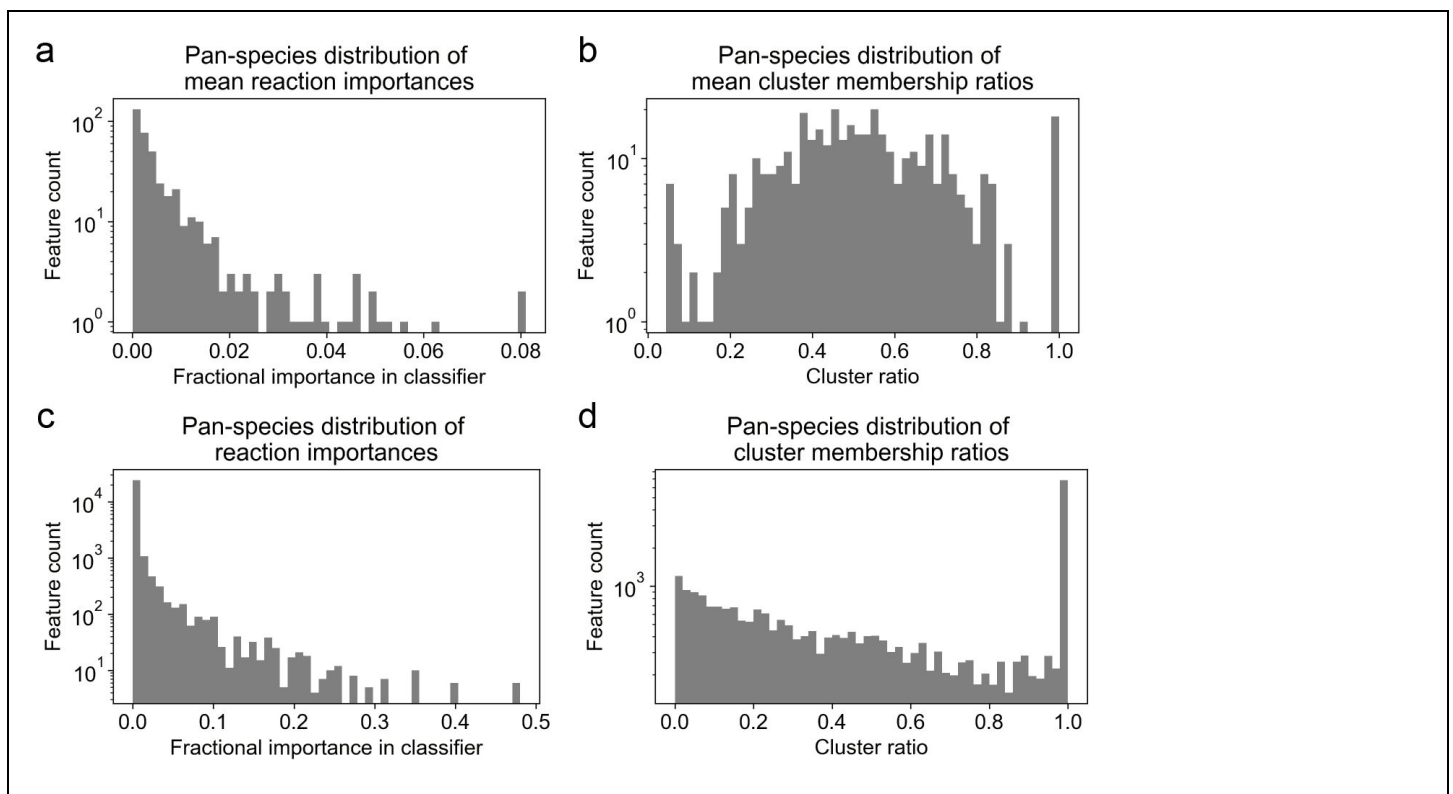 a
Pan-species distribution of
mean reaction importances
Feature count
10^2
10^1
10^0
0.00 0.02 0.04 0.06 0.08
Fractional importance in classifier
b
Pan-species distribution of
mean cluster membership ratios
Feature count
10^1
10^0
0.0 0.2 0.4 0.6 0.8 1.0
Cluster ratio
c
Pan-species distribution of
reaction importances
Feature count
10^4
10^3
10^2
10^1
0.0 0.1 0.2 0.3 0.4 0.5
Fractional importance in classifier
d
Pan-species distribution of
cluster membership ratios
Feature count
10^3
0.0 0.2 0.4 0.6 0.8 1.0
Cluster ratio